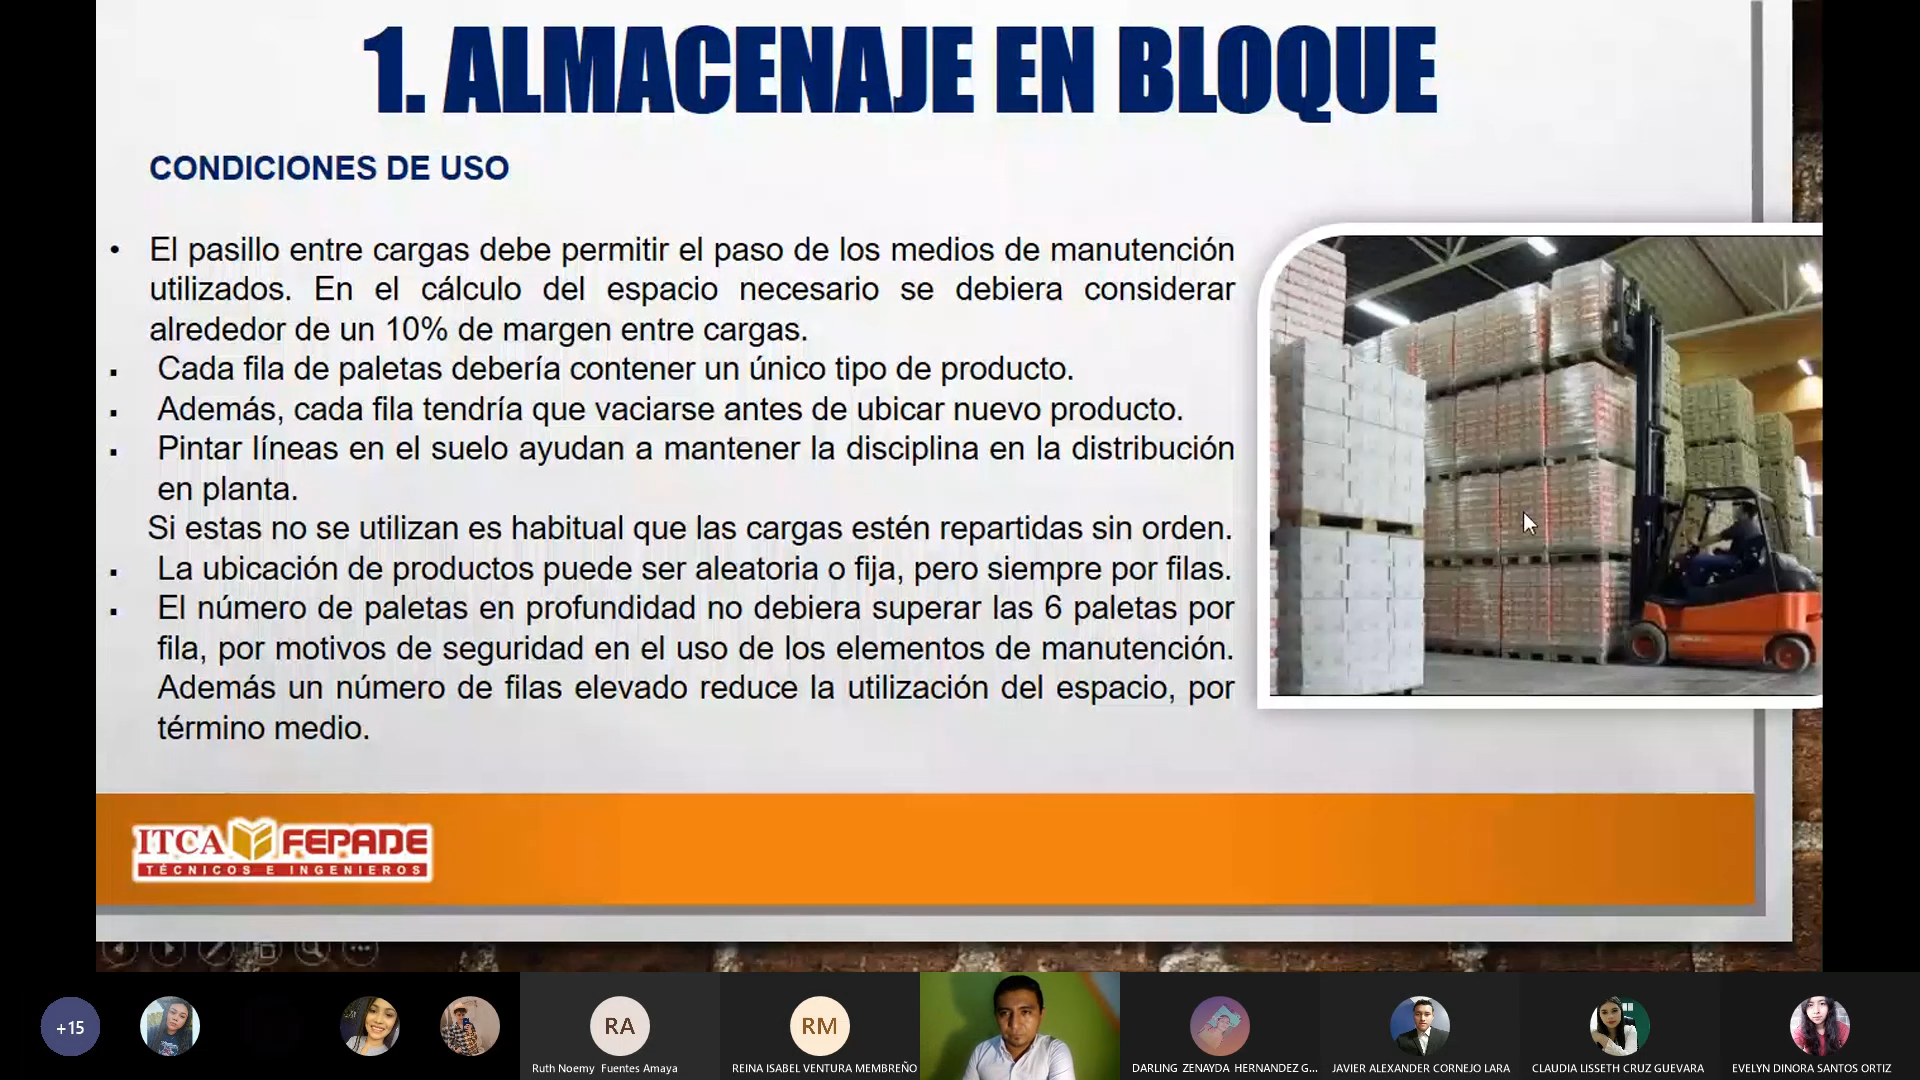 1. ALMACENAJE EN BLOQUE
CONDICIONES DE USO
• El pasillo entre cargas debe permitir el paso de los medios de manutención
utilizados. En el cálculo del espacio necesario se debiera considerar
alrededor de un 10% de margen entre cargas.
▪ Cada fila de paletas debería contener un único tipo de producto.
▪ Además, cada fila tendría que vaciarse antes de ubicar nuevo producto.
▪ Pintar líneas en el suelo ayudan a mantener la disciplina en la distribución
en planta.
Si estas no se utilizan es habitual que las cargas estén repartidas sin orden.
▪ La ubicación de productos puede ser aleatoria o fija, pero siempre por filas.
▪ El número de paletas en profundidad no debiera superar las 6 paletas por
fila, por motivos de seguridad en el uso de los elementos de manutención.
Además un número de filas elevado reduce la utilización del espacio, por
término medio.
ITCA FEPADE
TÉCNICOS E INGENIEROS
+15
RA
RM
Ruth Noemy Fuentes Amaya
REINA ISABEL VENTURA MEMBREÑO
DARLING ZENAYDA HERNANDEZ G...
JAVIER ALEXANDER CORNEJO LARA
CLAUDIA LISSETH CRUZ GUEVARA
EVELYN DINORA SANTOS ORTIZ